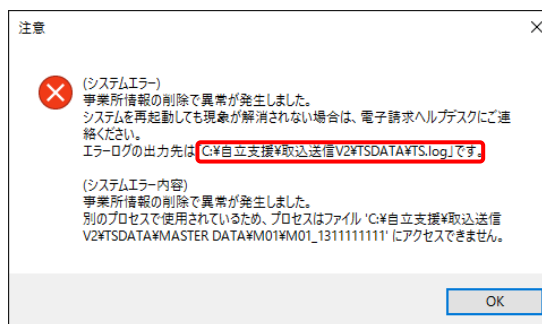 注意
(システムエラー)
事業所情報の削除で異常が発生しました。
システムを再起動しても現象が解消されない場合は、電子請求ヘルプデスクにご連
絡ください。
エラーログの出力先は「C:¥自立支援¥取込送信V2¥TSDATA¥TS.log」です。
(システムエラー内容)
事業所情報の削除で異常が発生しました。
別のプロセスで使用されているため、プロセスはファイル 'C:¥自立支援¥取込送信
V2¥TSDATA¥MASTER DATA¥M01¥M01_1311111111' にアクセスできません。
OK